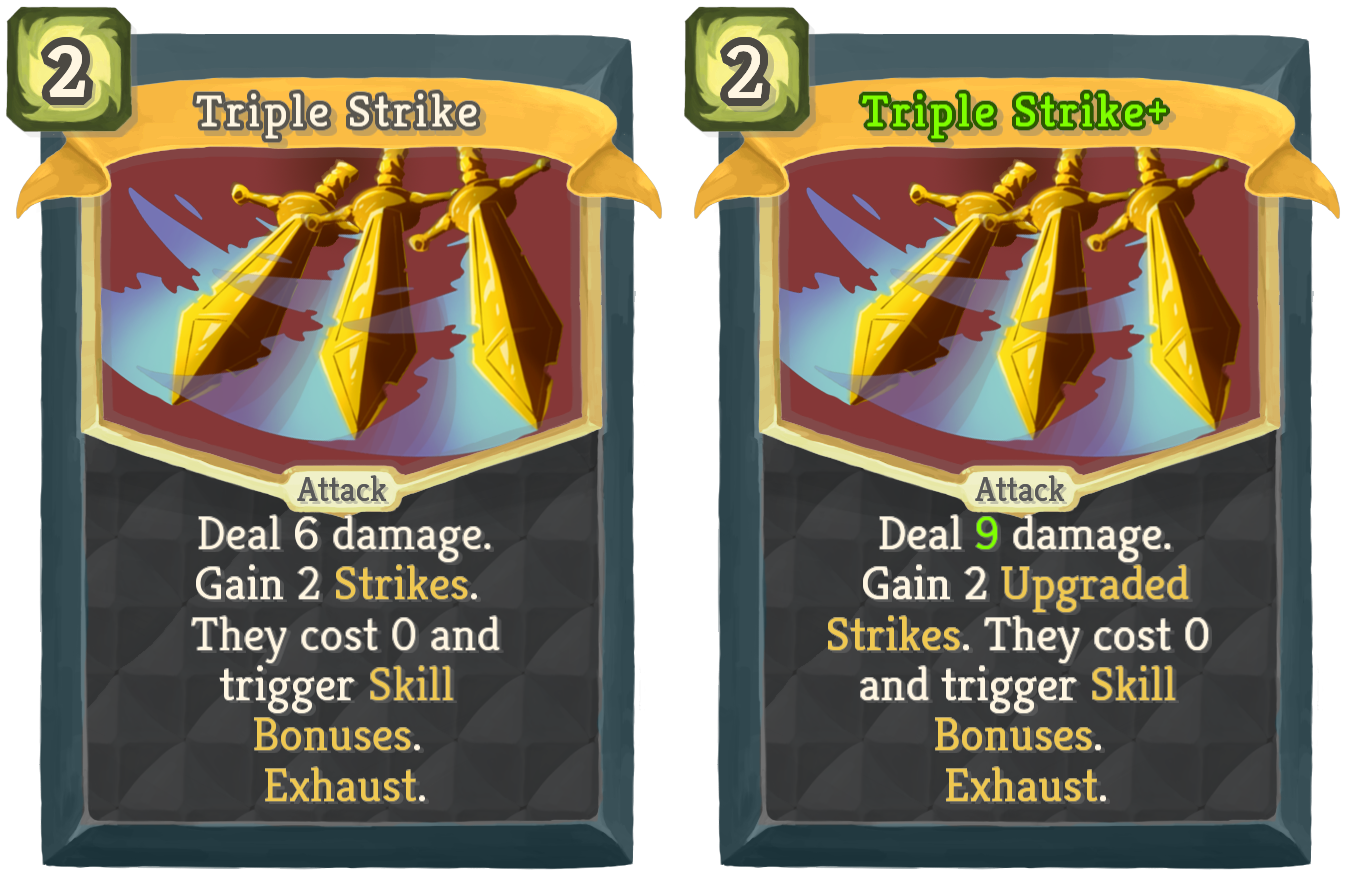 2
Triple Strike
Attack
Deal 6 damage.
Gain 2 Strikes.
They cost 0 and
trigger Skill
Bonuses.
Exhaust.
2
Triple Strike+
Attack
Deal 9 damage.
Gain 2 Upgraded
Strikes. They cost 0
and trigger Skill
Bonuses.
Exhaust.